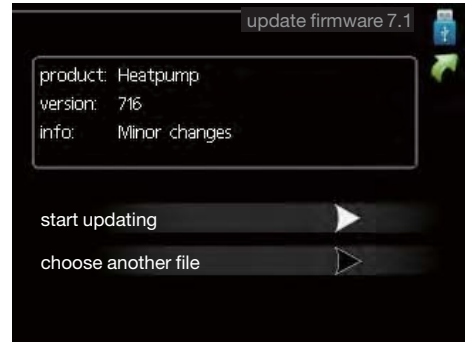 update firmware 7.1
product: Heatpump
version: 716
info: Minor changes
start updating
choose another file